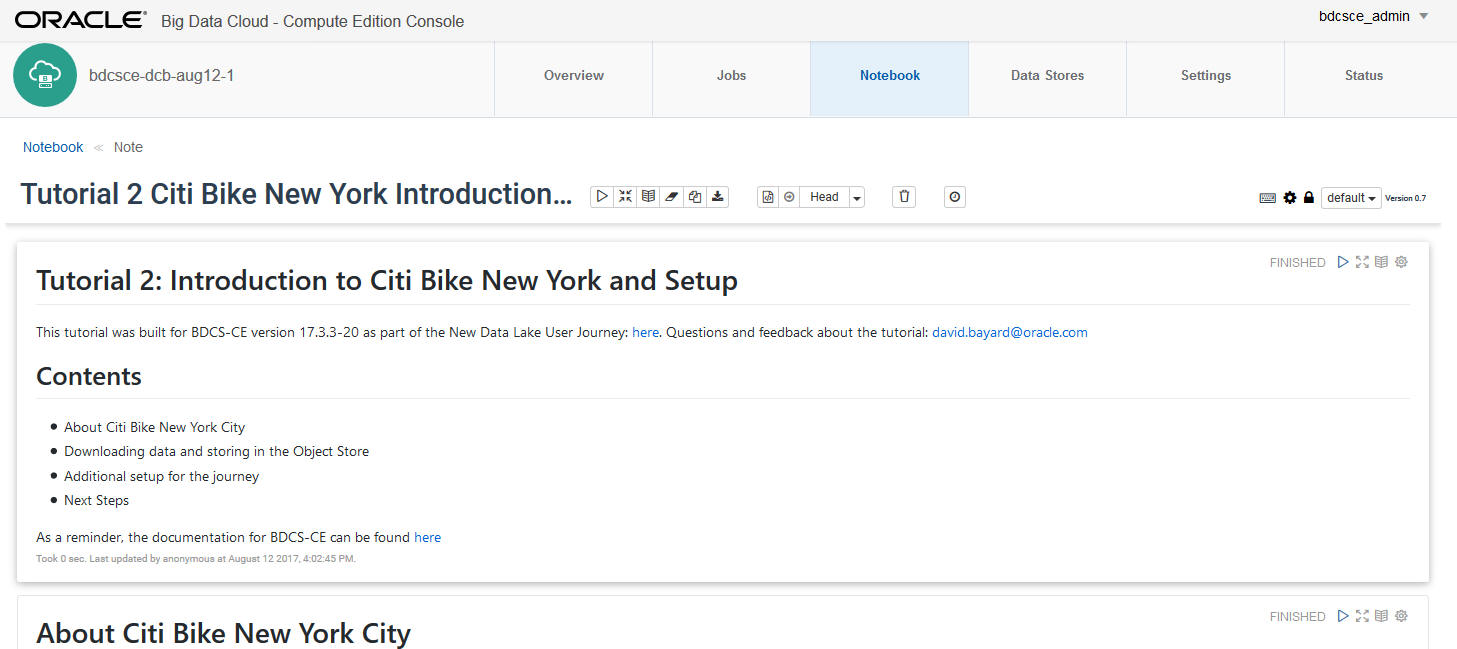 ORACLE® Big Data Cloud - Compute Edition Console
bdcsce_admin
bdcsce-dcb-aug12-1
Overview
Jobs
Notebook
Data Stores
Settings
Status
Notebook ≪ Note
Tutorial 2 Citi Bike New York Introduction...
Head
default
Version 0.7
FINISHED
Tutorial 2: Introduction to Citi Bike New York and Setup
This tutorial was built for BDCS-CE version 17.3.3-20 as part of the New Data Lake User Journey: here. Questions and feedback about the tutorial: david.bayard@oracle.com
Contents
• About Citi Bike New York City
• Downloading data and storing in the Object Store
• Additional setup for the journey
• Next Steps
As a reminder, the documentation for BDCS-CE can be found here
Took 0 sec. Last updated by anonymous at August 12 2017, 4:02:45 PM.
FINISHED
About Citi Bike New York City